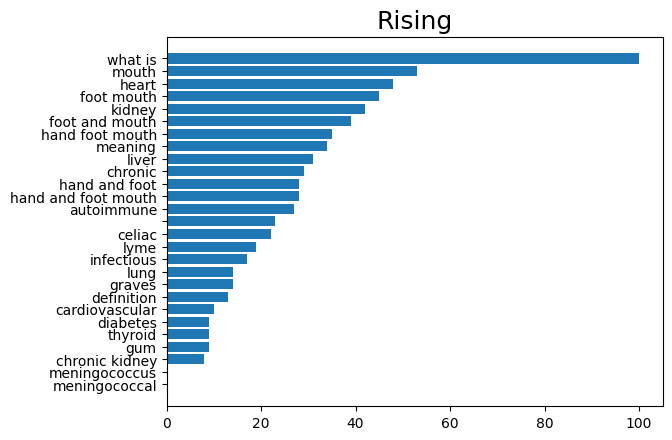 Rising
what is
mouth
heart
foot mouth
kidney
foot and mouth
hand foot mouth
meaning
liver
chronic
hand and foot
hand and foot mouth
autoimmune
celiac
lyme
infectious
lung
graves
definition
cardiovascular
diabetes
thyroid
gum
chronic kidney
meningococcus
meningococcal
0 20 40 60 80 100